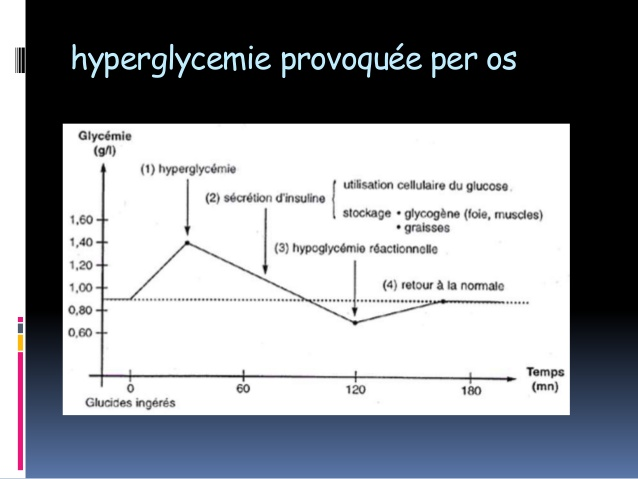 hyperglycemie provoquée per os
Glycémie
(g/l)
(1) hyperglycémie
(2) sécrétion d'insuline
utilisation cellulaire du glucose.
stockage • glycogène (foie, muscles)
• graisses
(3) hypoglycémie réactionnelle
(4) retour à la normale
1,60
1,40
1,20
1,00
0,80
0,60
0
60
120
180
Temps
(mn)
Glucides ingérés